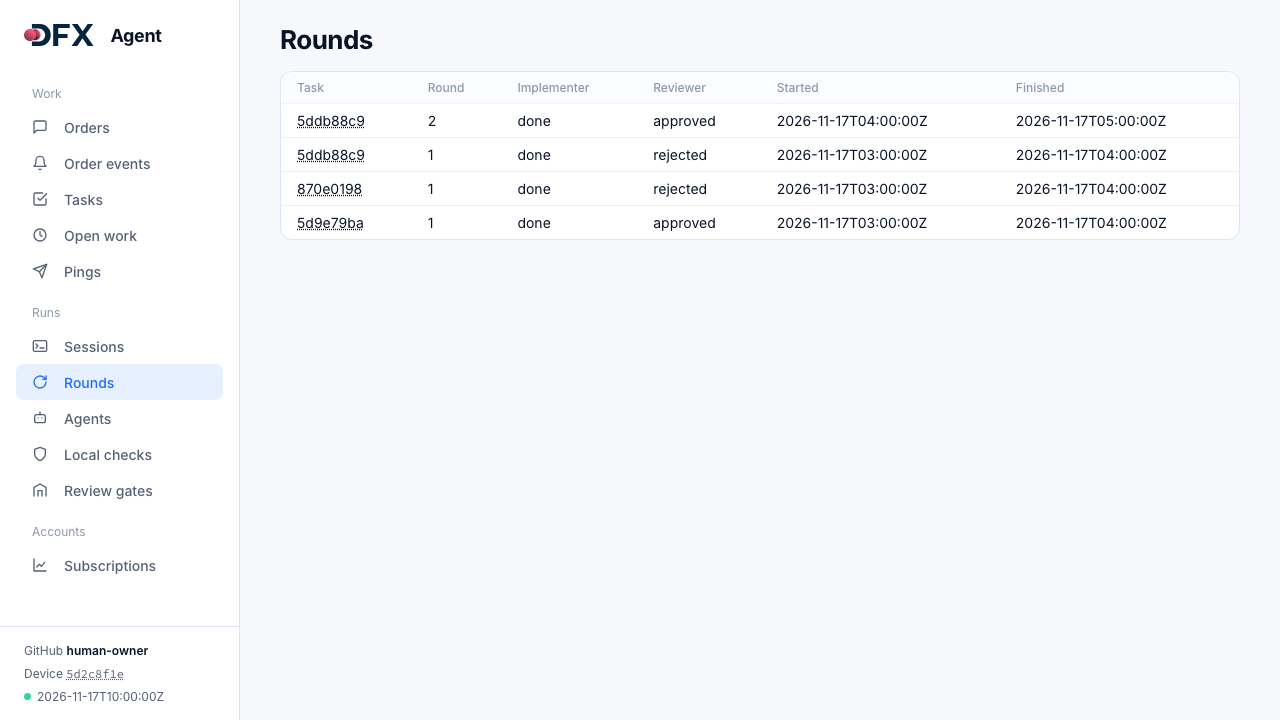 DFX Agent
Work
Orders
Order events
Tasks
Open work
Pings
Runs
Sessions
Rounds
Agents
Local checks
Review gates
Accounts
Subscriptions
GitHub human-owner
Device 5d2c8f1e
2026-11-17T10:00:00Z
Rounds
Task Round Implementer Reviewer Started Finished
5ddb88c9 2 done approved 2026-11-17T04:00:00Z 2026-11-17T05:00:00Z
5ddb88c9 1 done rejected 2026-11-17T03:00:00Z 2026-11-17T04:00:00Z
870e0198 1 done rejected 2026-11-17T03:00:00Z 2026-11-17T04:00:00Z
5d9e79ba 1 done approved 2026-11-17T03:00:00Z 2026-11-17T04:00:00Z